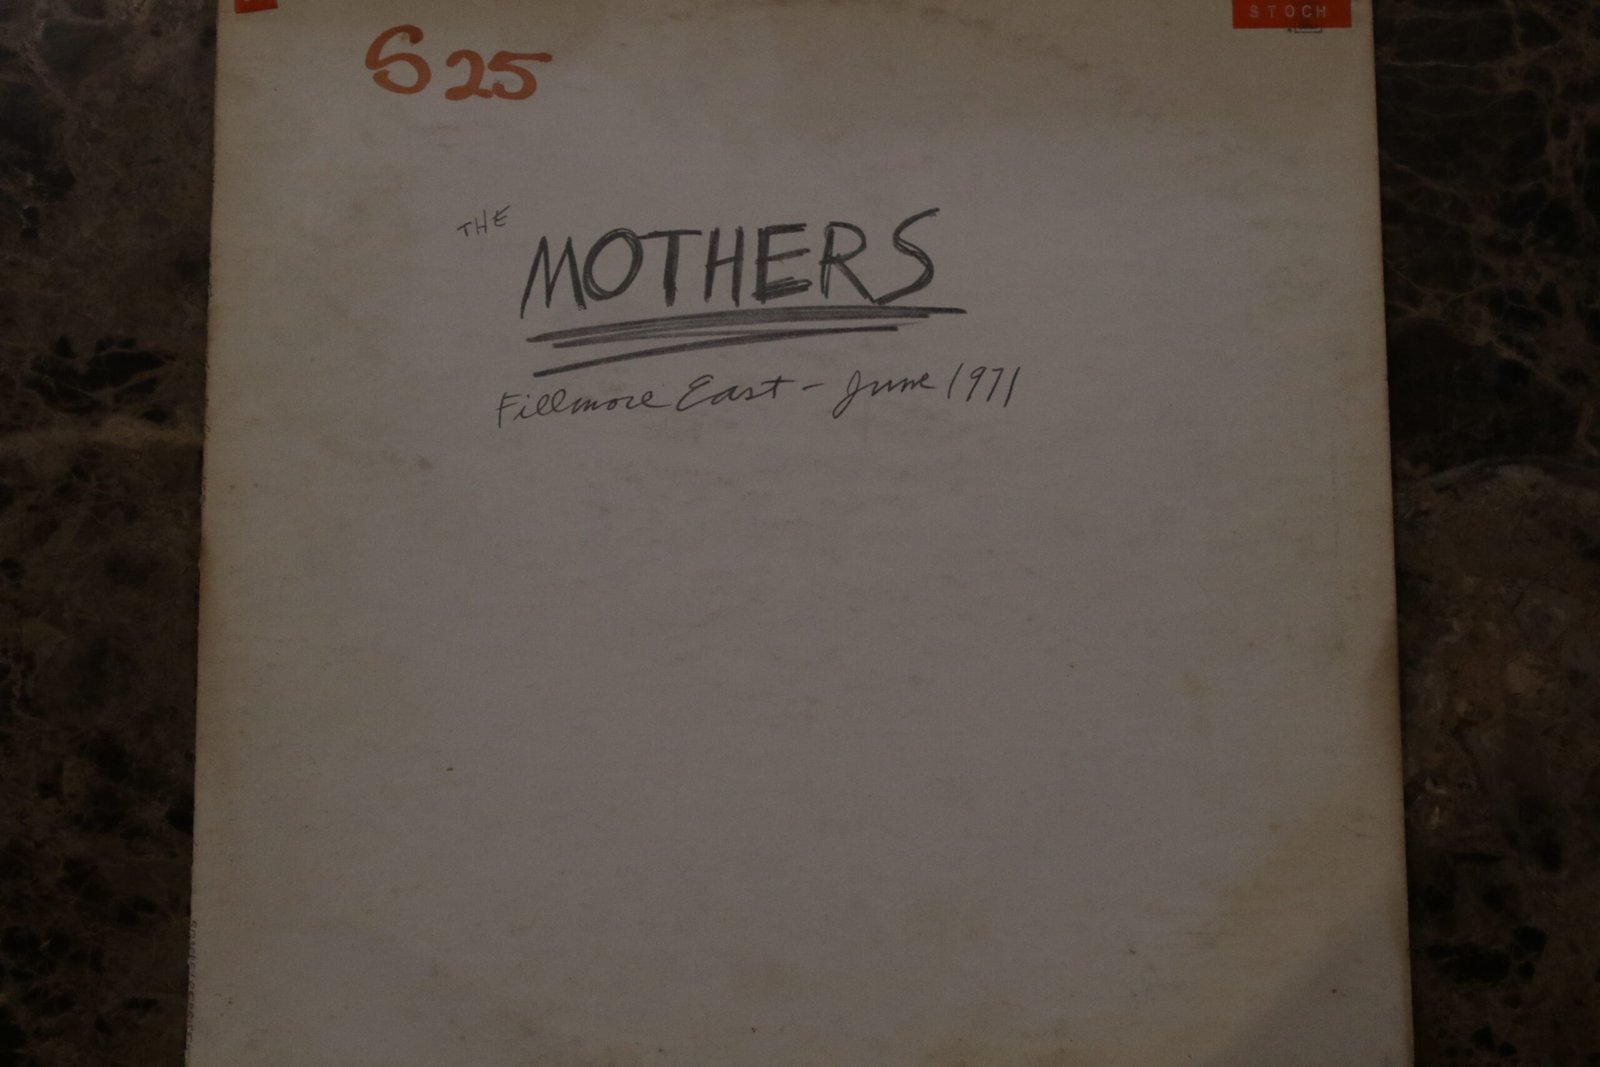 STOCH
S 25
THE MOTHERS
Fillmore East - June 1971